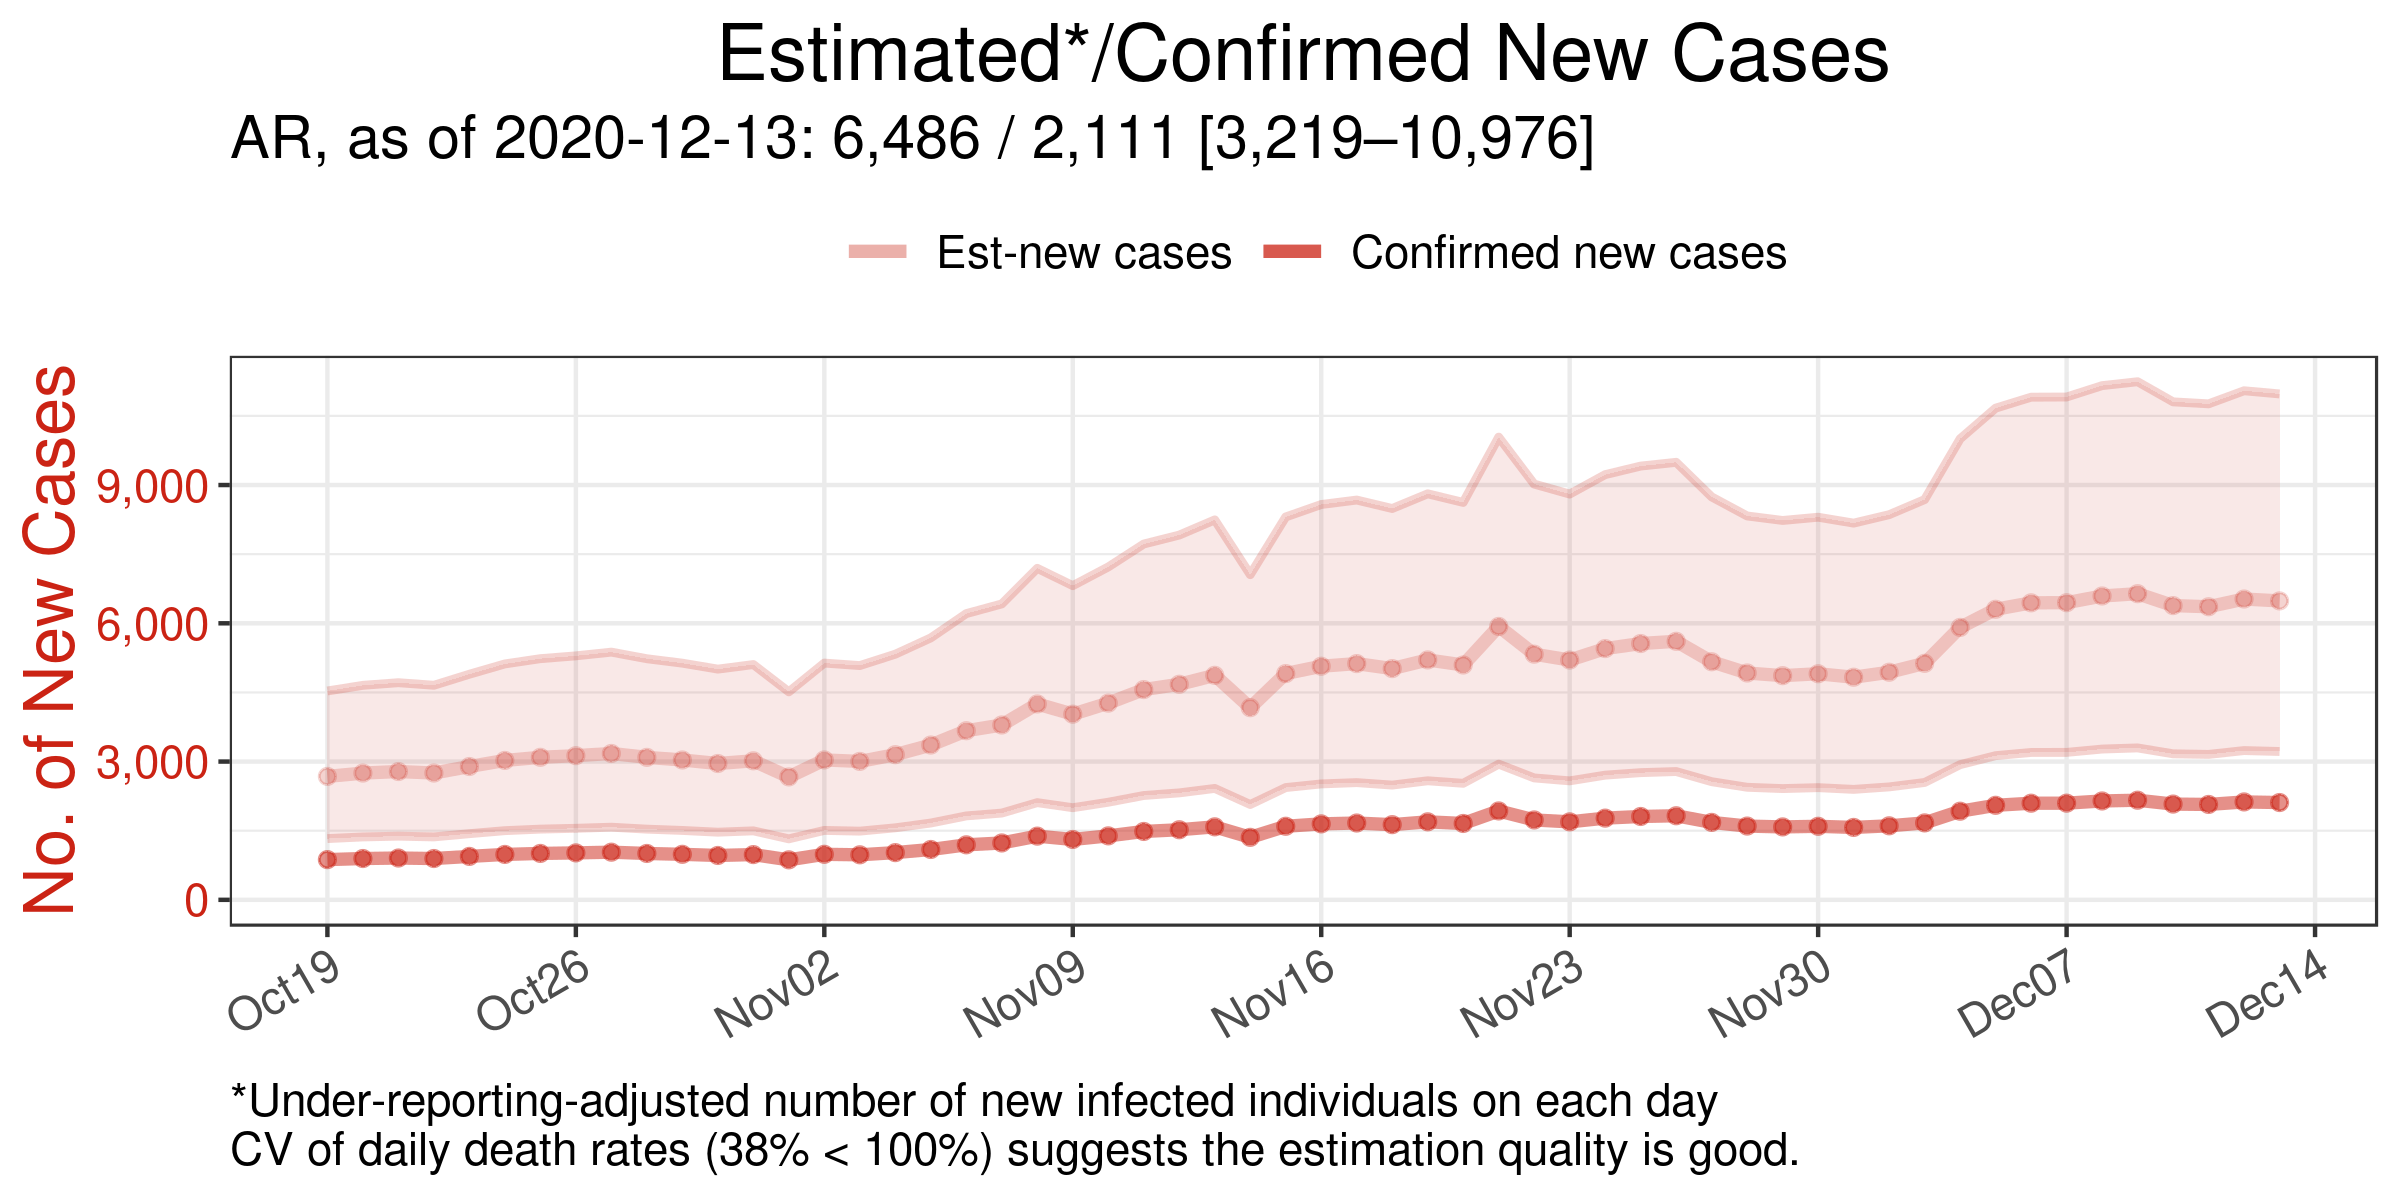 Estimated*/Confirmed New Cases
AR, as of 2020-12-13: 6,486 / 2,111 [3,219–10,976]
Est-new cases
Confirmed new cases
No. of New Cases
9,000
6,000
3,000
0
Oct19
Oct26
Nov02
Nov09
Nov16
Nov23
Nov30
Dec07
Dec14
*Under-reporting-adjusted number of new infected individuals on each day
CV of daily death rates (38% < 100%) suggests the estimation quality is good.